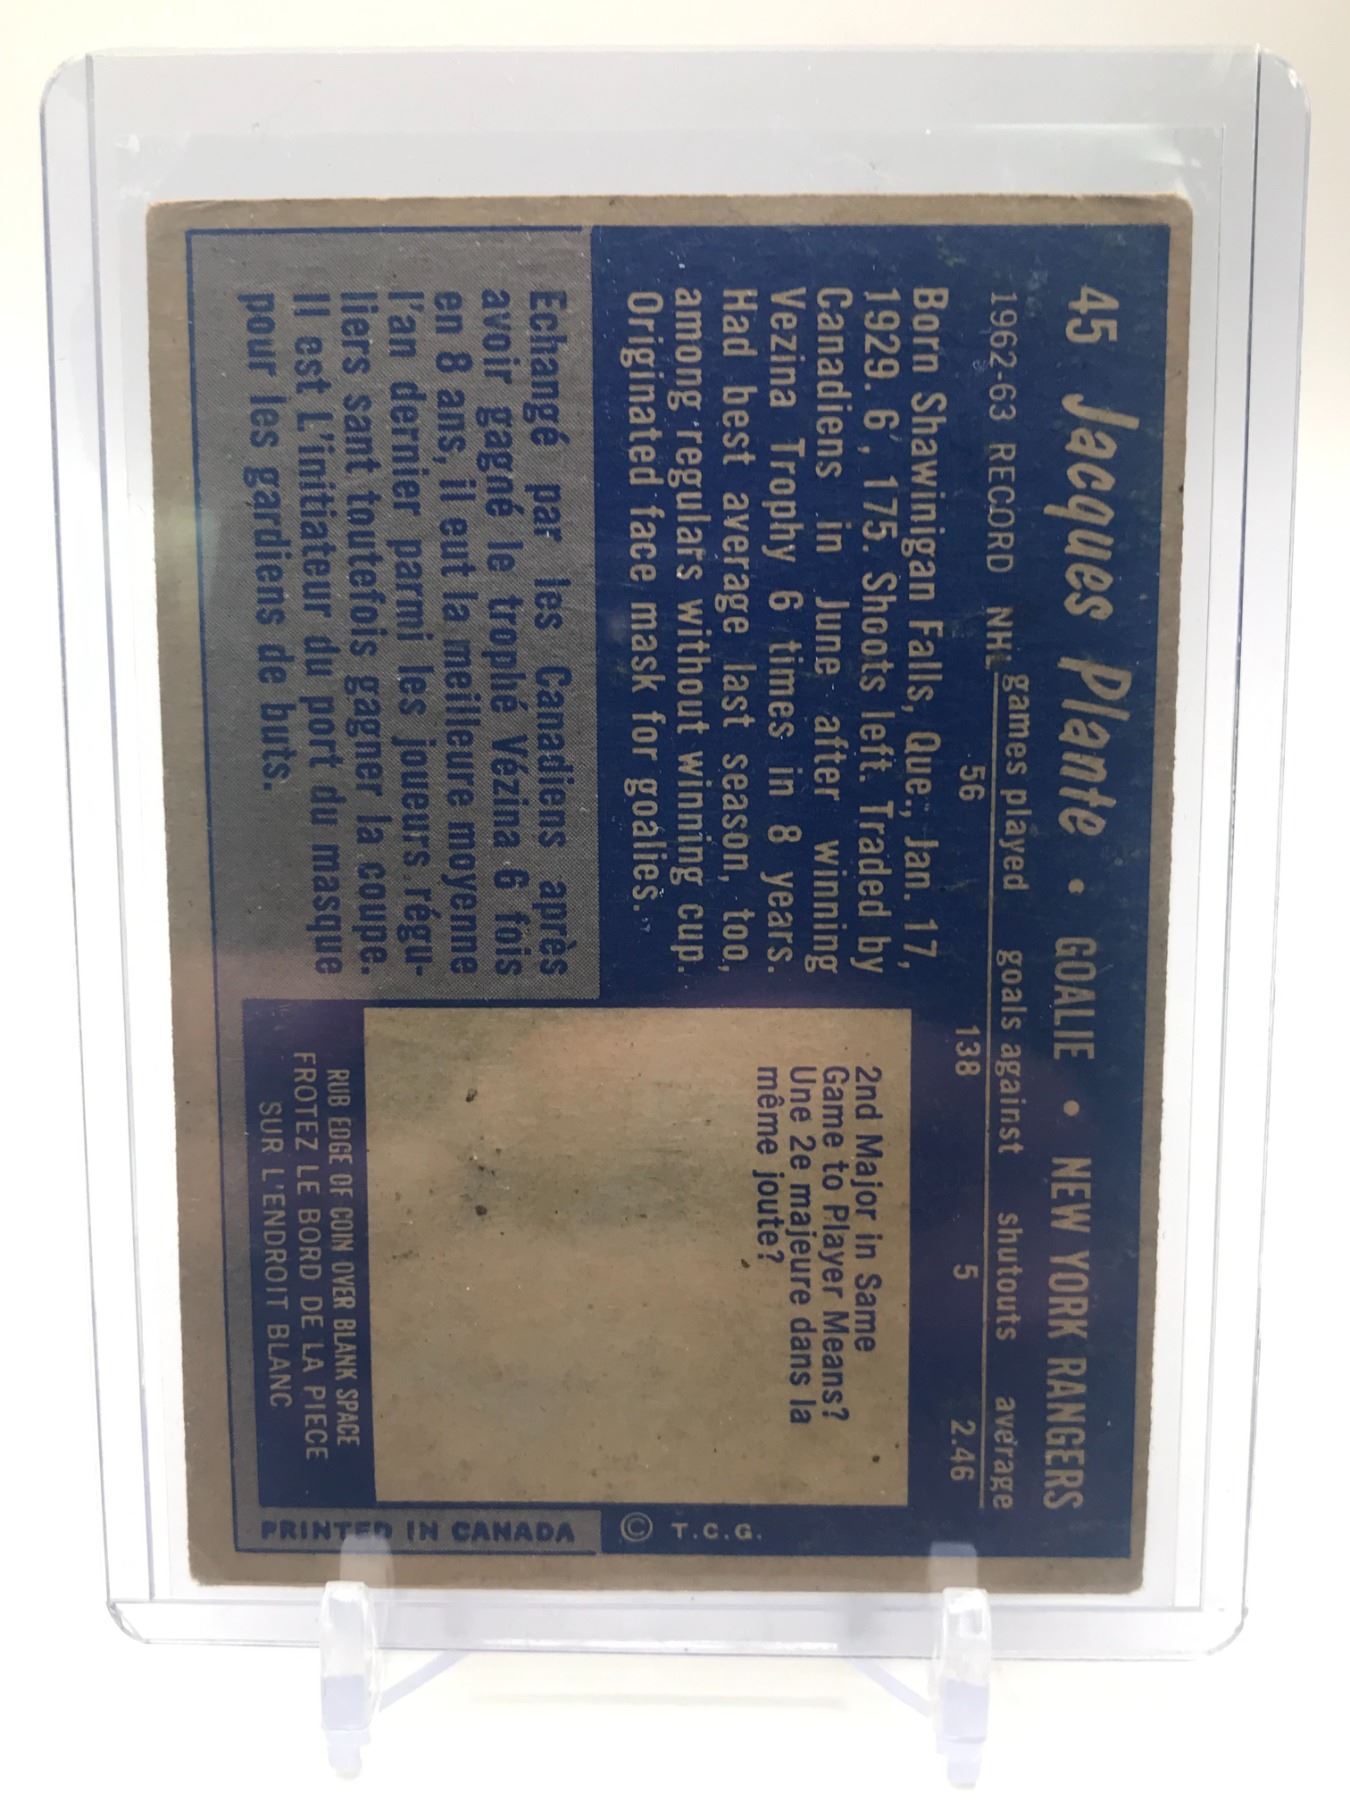 45 Jacques Plante • GOALIE • NEW YORK RANGERS
games played goals against shutouts average
1962-63 RECORD NHL 56 138 5 2.46
Born Shawinigan Falls, Que., Jan. 17,
1929. 6', 175. Shoots left. Traded by
Canadiens in June after winning
Vezina Trophy 6 times in 8 years.
Had best average last season, too,
among regulars without winning cup.
Originated face mask for goalies.
Echangé par les Canadiens après
avoir gagné le trophé Vézina 6 fois
en 8 ans, il eut la meilleure moyenne
l'an dernier parmi les joueurs régu-
liers sant toutefois gagner la coupe.
Il est L'initiateur du port du masque
pour les gardiens de buts.
2nd Major in Same
Game to Player Means?
Une 2e majeure dans la
même joute?
RUB EDGE OF COIN OVER BLANK SPACE
FROTEZ LE BORD DE LA PIECE
SUR L'ENDROIT BLANC
© T.C.G.
PRINTED IN CANADA